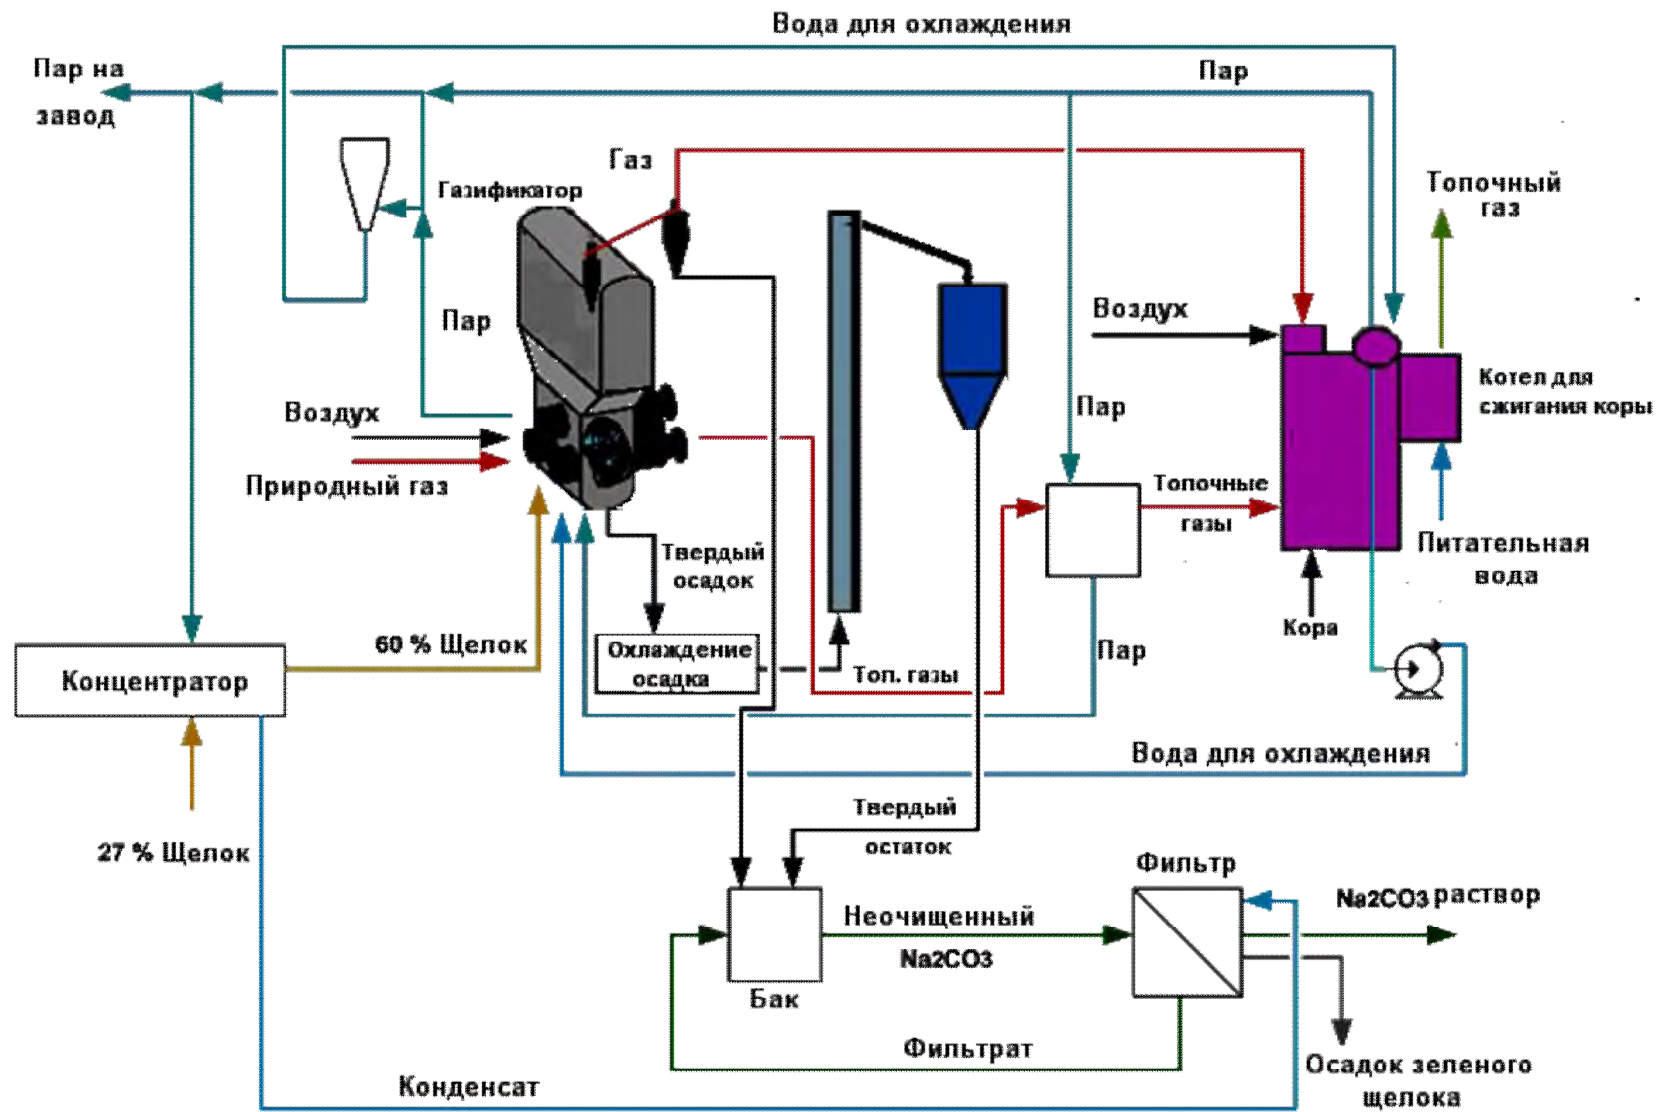 Вода для охлаждения
Пар на
завод
Пар
Газ
Газификатор
Топочный
газ
Пар
Воздух
Котел для
сжигания коры
Воздух
Пар
Природный газ
Топочные
газы
Питательная
вода
Твердый
осадок
Кора
60 % Щелок
Охлаждение
осадка
Пар
Концентратор
Топ. газы
Вода для охлаждения
Твердый
остаток
27 % Щелок
Фильтр
Na2CO3 раствор
Неочищенный
Na2CO3
Бак
Фильтрат
Осадок зеленого
щелока
Конденсат